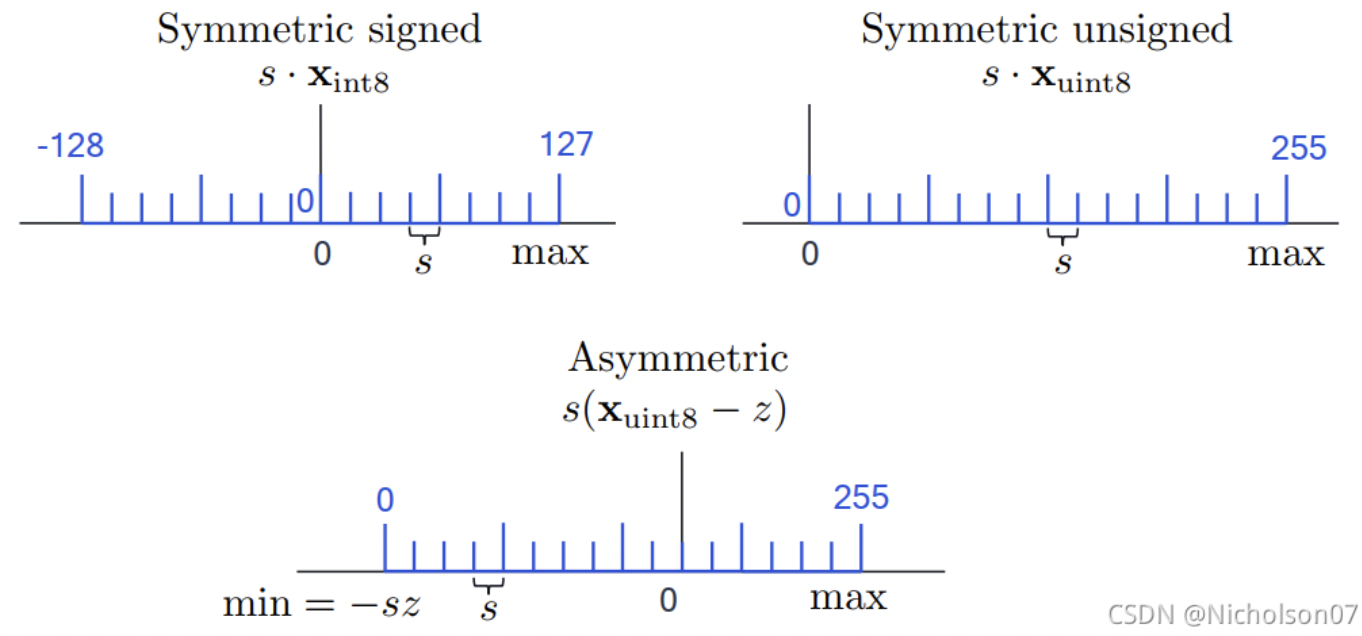 Symmetric signed
s · x_int8
-128
127
0
0
s
max
Symmetric unsigned
s · x_uint8
255
0
0
s
max
Asymmetric
s(x_uint8 − z)
0
255
min = −sz
s
0
max
CSDN @Nicholson07